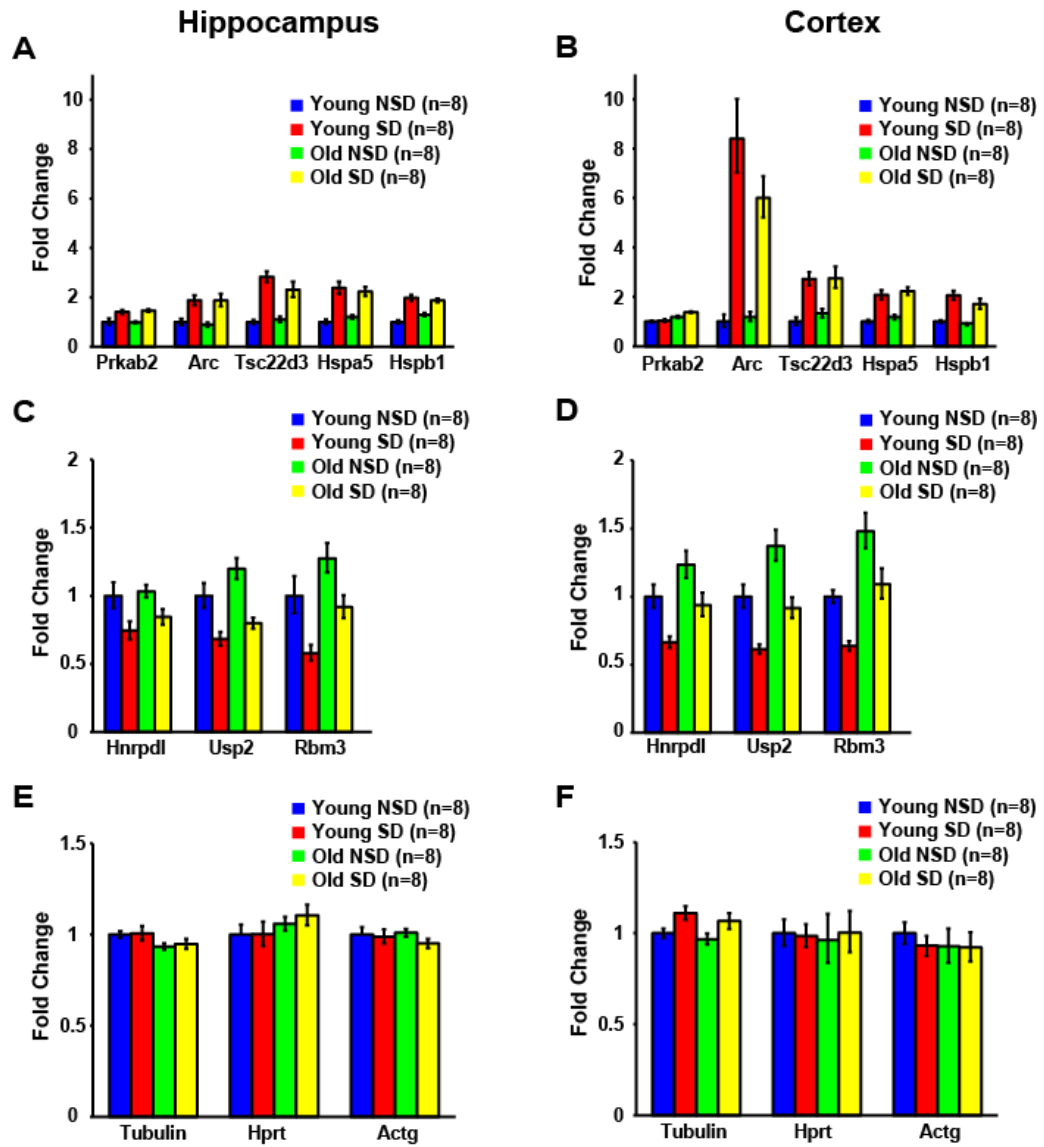 Hippocampus
Cortex
A
Fold Change
10
8
6
4
2
0
Young NSD (n=8)
Young SD (n=8)
Old NSD (n=8)
Old SD (n=8)
Prkab2 Arc Tsc22d3 Hspa5 Hspb1
B
Fold Change
10
8
6
4
2
0
Young NSD (n=8)
Young SD (n=8)
Old NSD (n=8)
Old SD (n=8)
Prkab2 Arc Tsc22d3 Hspa5 Hspb1
C
Fold Change
2
1.5
1
0.5
0
Young NSD (n=8)
Young SD (n=8)
Old NSD (n=8)
Old SD (n=8)
Hnrpdl Usp2 Rbm3
D
Fold Change
2
1.5
1
0.5
0
Young NSD (n=8)
Young SD (n=8)
Old NSD (n=8)
Old SD (n=8)
Hnrpdl Usp2 Rbm3
E
Fold Change
1.5
1
0.5
0
Young NSD (n=8)
Young SD (n=8)
Old NSD (n=8)
Old SD (n=8)
Tubulin Hprt Actg
F
Fold Change
1.5
1
0.5
0
Young NSD (n=8)
Young SD (n=8)
Old NSD (n=8)
Old SD (n=8)
Tubulin Hprt Actg